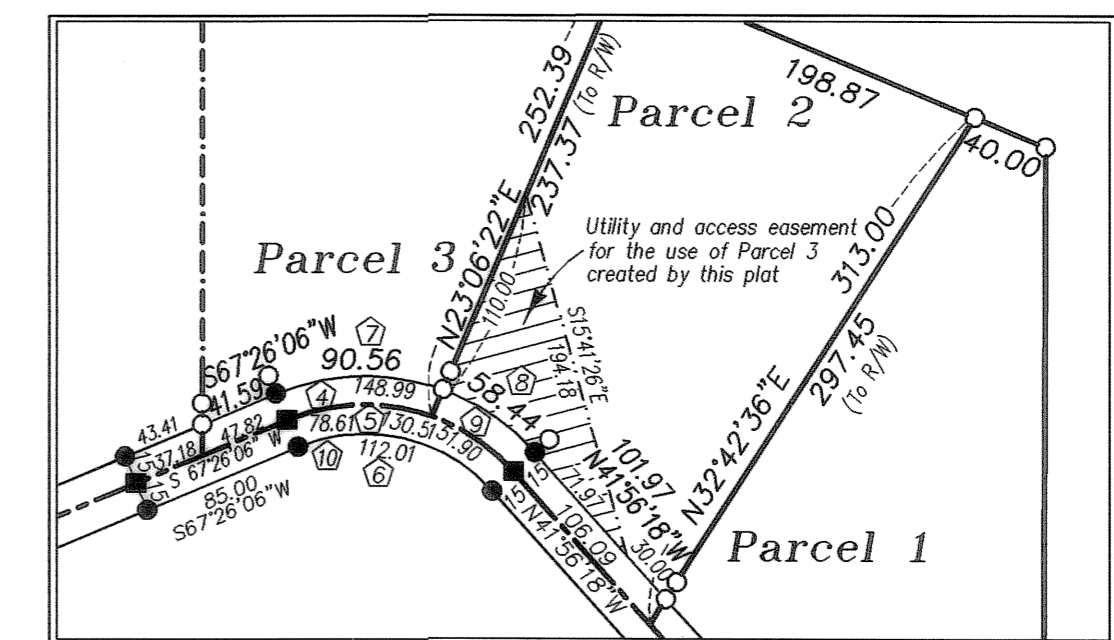 252.39
N23°06'22"E 237.37 (To R/W)
Parcel 2
198.87
40.00
Utility and access easement
for the use of Parcel 3
created by this plat
Parcel 3
110.00
S15°41'26"E
194.18
313.00
N32°42'36"E 297.45
(To R/W)
S67°26'06"W
41.59
7
90.56
148.99
4
58.44
8
9
43.41
37.18
47.82
S 67°26'06" W
78.61
5
130.51
31.90
10
112.01
6
85.00
S67°26'06"W
15
15
15
15
101.97
N41°56'18"W
71.97
30.00
106.09
N41°56'18"W
Parcel 1